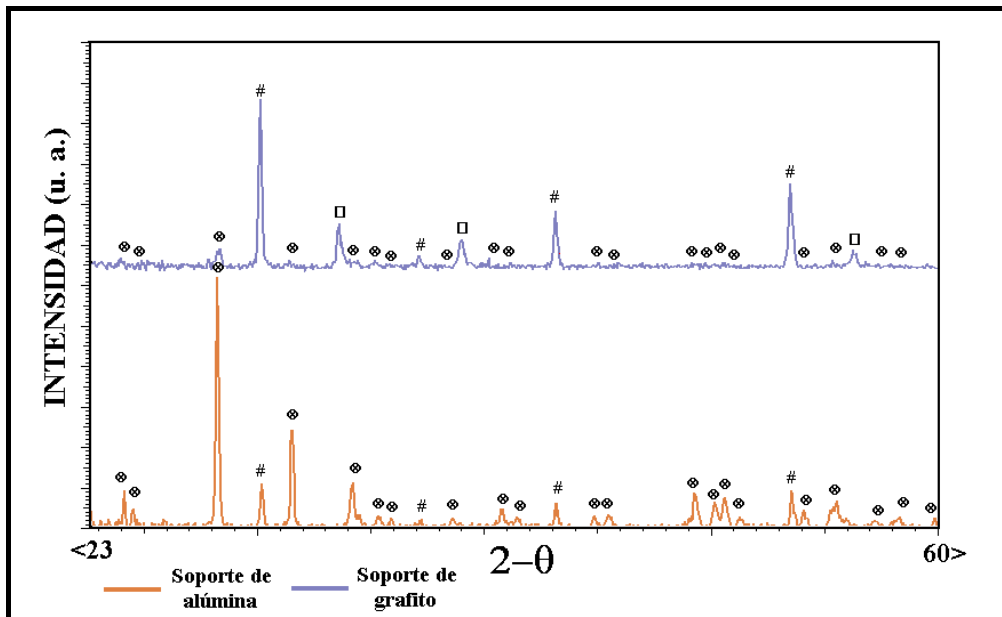 INTENSIDAD (u. a.)
<23
2–θ
60>
Soporte de
alúmina
Soporte de
grafito